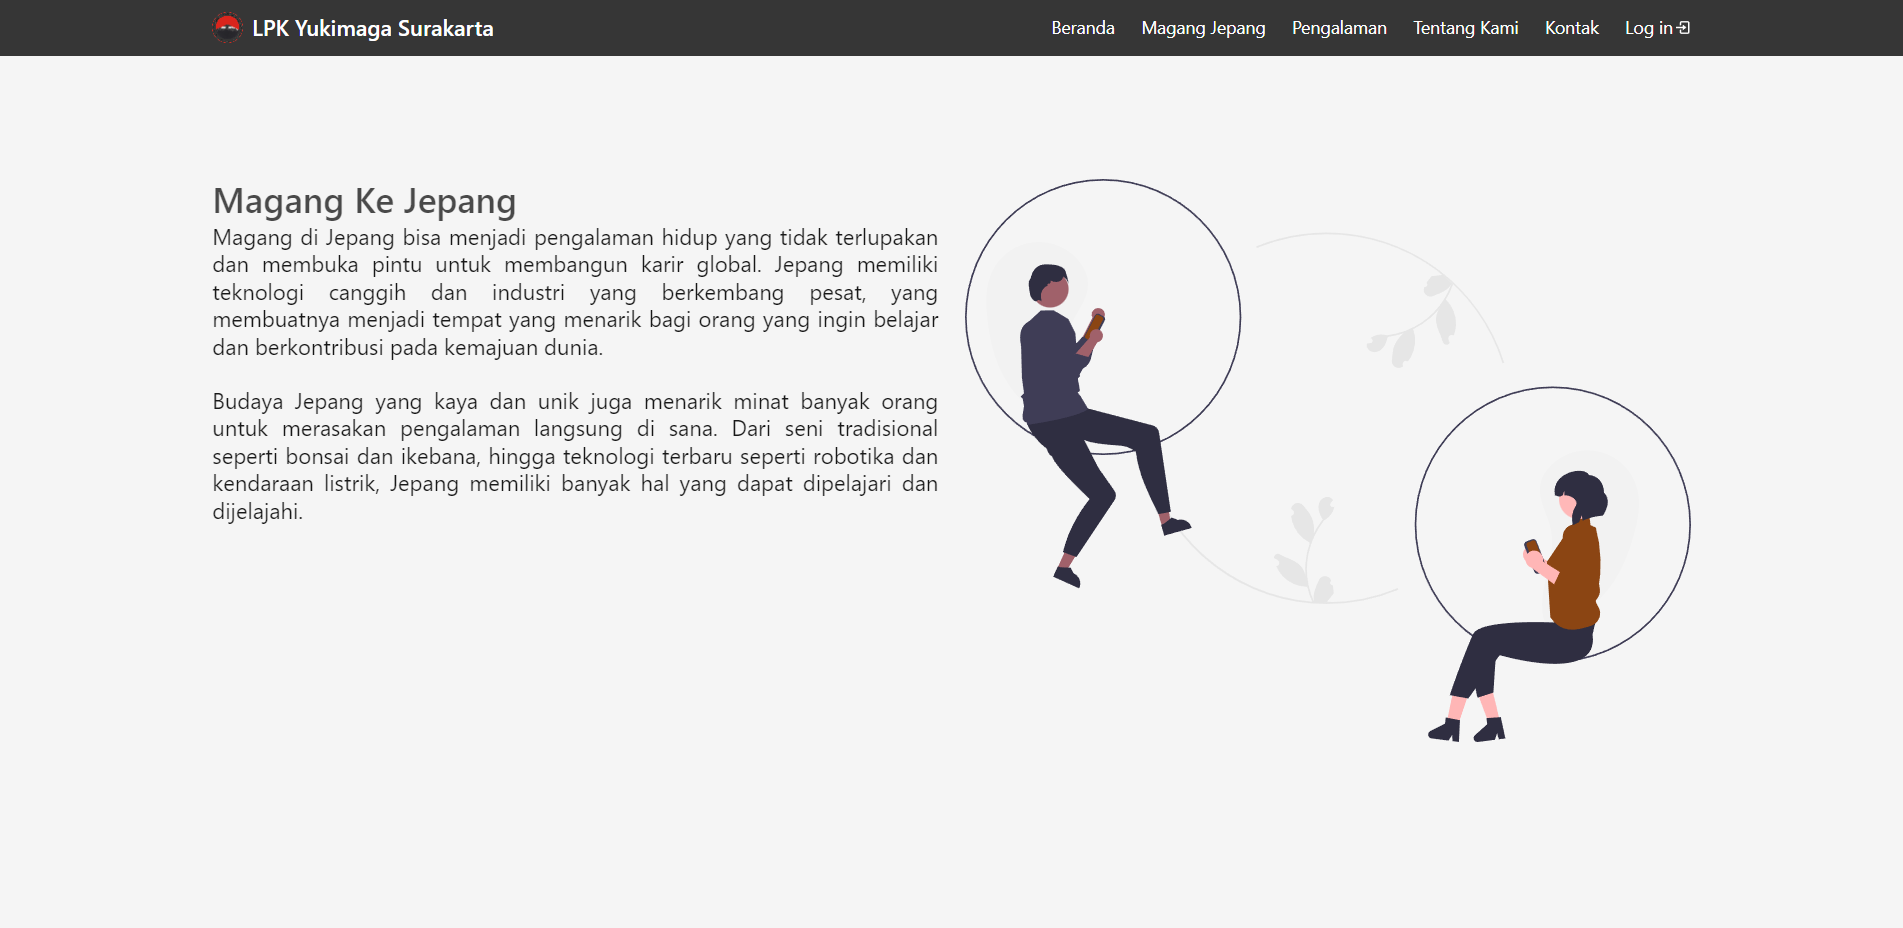 LPK Yukimaga Surakarta
Beranda
Magang Jepang
Pengalaman
Tentang Kami
Kontak
Log in
Magang Ke Jepang
Magang di Jepang bisa menjadi pengalaman hidup yang tidak terlupakan
dan membuka pintu untuk membangun karir global. Jepang memiliki
teknologi canggih dan industri yang berkembang pesat, yang
membuatnya menjadi tempat yang menarik bagi orang yang ingin belajar
dan berkontribusi pada kemajuan dunia.
Budaya Jepang yang kaya dan unik juga menarik minat banyak orang
untuk merasakan pengalaman langsung di sana. Dari seni tradisional
seperti bonsai dan ikebana, hingga teknologi terbaru seperti robotika dan
kendaraan listrik, Jepang memiliki banyak hal yang dapat dipelajari dan
dijelajahi.